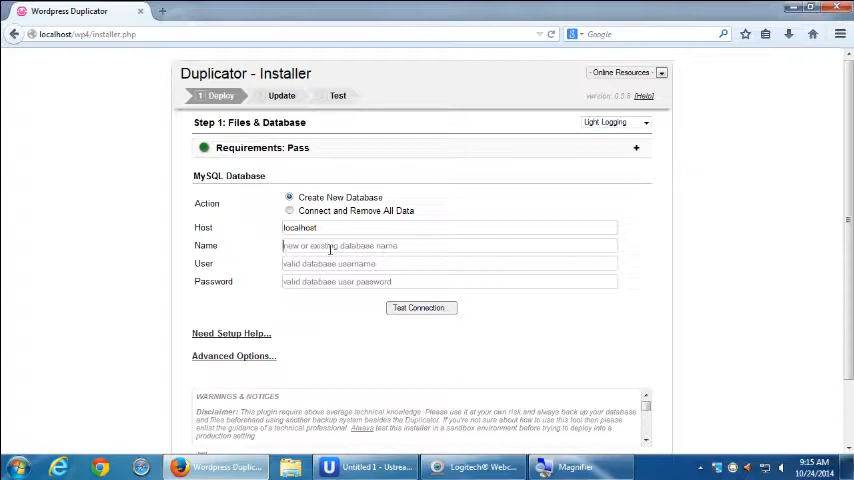 Wordpress Duplicator
localhost/wp4/installer.php
Google
Duplicator - Installer
- Online Resources -
1 Deploy
Update
Test
version: 0.5.8 [Help]
Step 1: Files & Database
Light Logging
Requirements: Pass
+
MySQL Database
Action
Create New Database
Connect and Remove All Data
Host
localhost
Name
new or existing database name
User
valid database username
Password
valid database user password
Test Connection...
Need Setup Help...
Advanced Options...
WARNINGS & NOTICES
Disclaimer: This plugin require above average technical knowledge. Please use it at your own risk and always back up your database
and files beforehand using another backup system besides the Duplicator. If you're not sure about how to use this tool then please
enlist the guidance of technical professional. Always test this installer in a sandbox environment before trying to deploy into a
production setting.
Wordpress Duplic...
Untitled 1 - Ustrea...
Logitech® Webc...
Magnifier
9:15 AM
10/24/2014